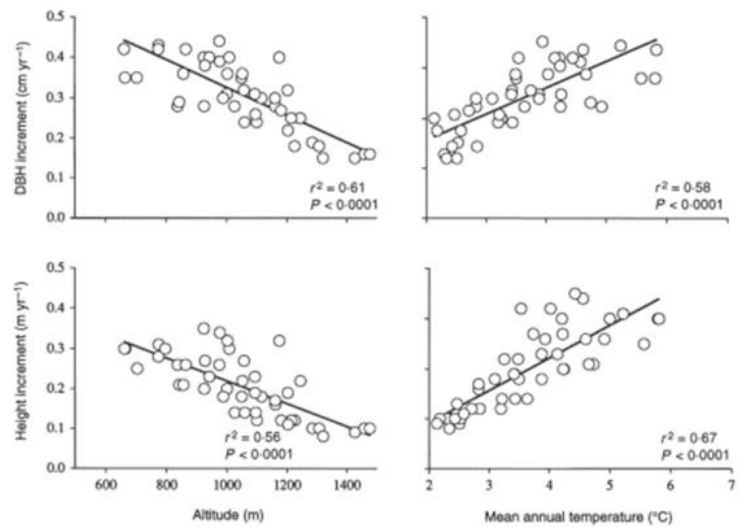 DBH increment (cm yr⁻¹)
0.5
0.4
0.3
0.2
0.1
0.0
r² = 0·61
P < 0·0001
r² = 0·58
P < 0·0001
Height increment (m yr⁻¹)
0.5
0.4
0.3
0.2
0.1
0.0
r² = 0·56
P < 0·0001
r² = 0·67
P < 0·0001
600 800 1000 1200 1400
2 3 4 5 6 7
Altitude (m)
Mean annual temperature (°C)